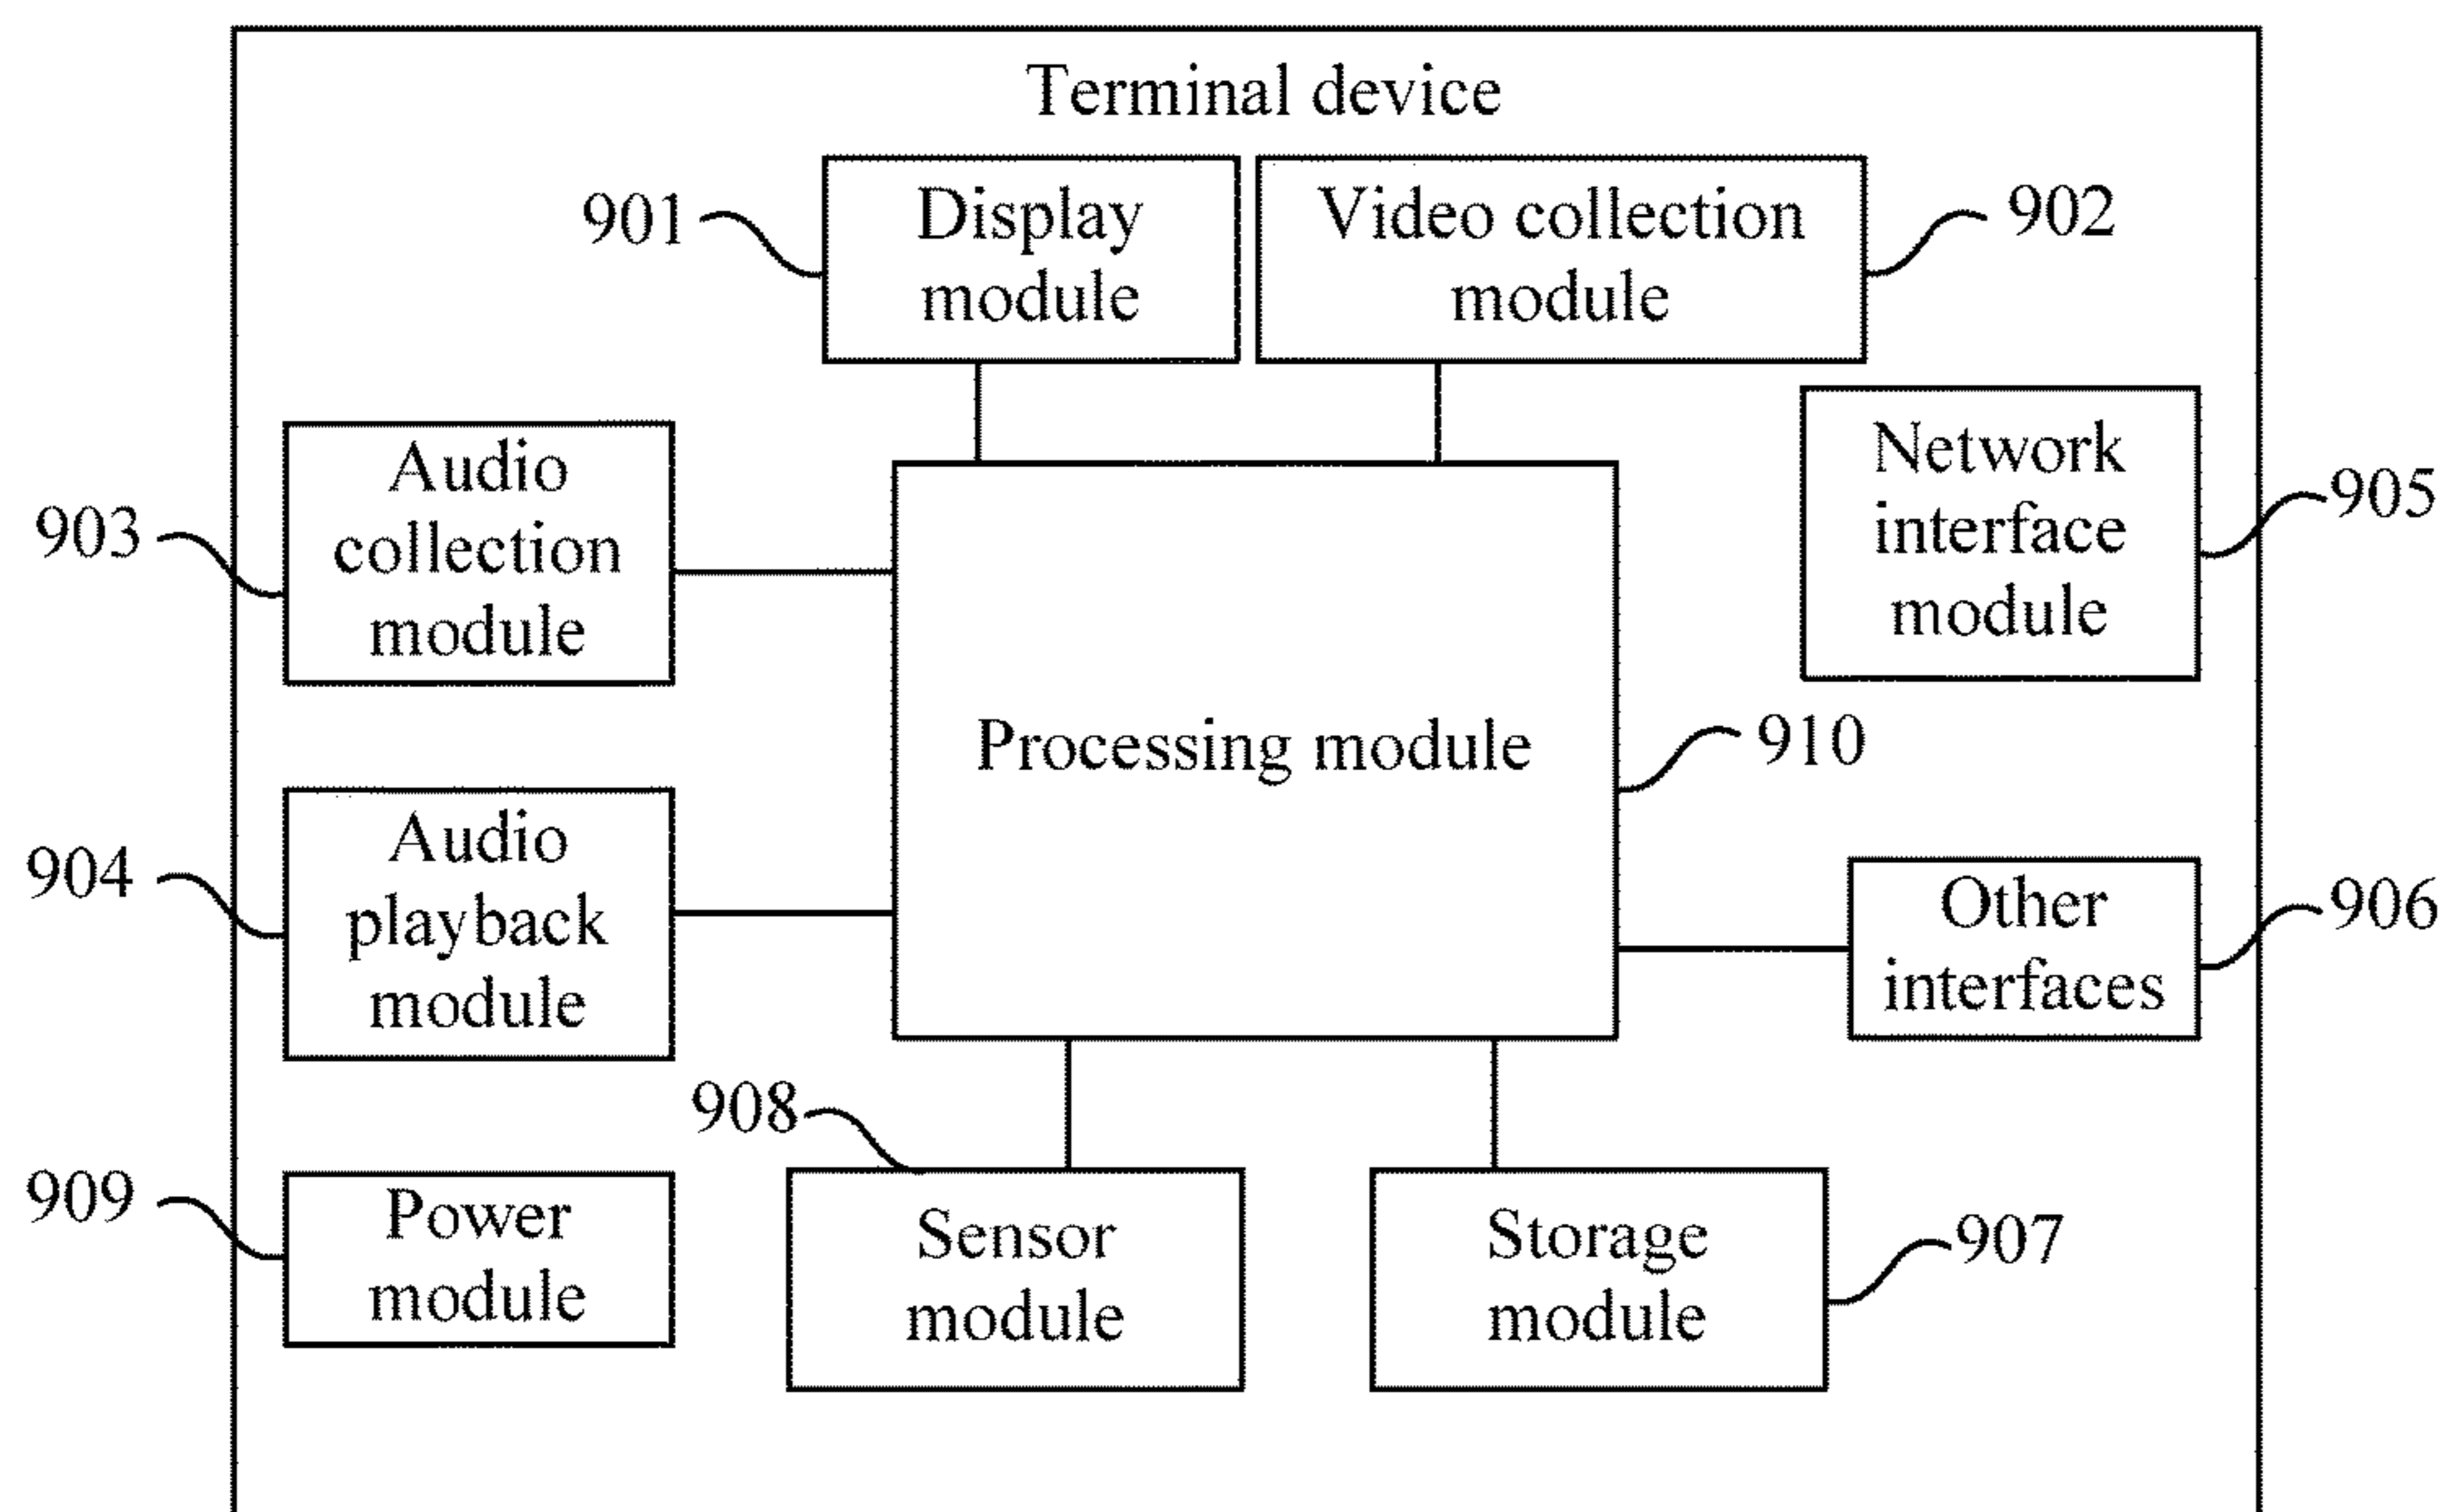 Terminal device
901
Display
module
Video collection
module
902
903
Audio
collection
module
Network
interface
module
905
Processing module
910
904
Audio
playback
module
Other
interfaces
906
909
Power
module
908
Sensor
module
Storage
module
907